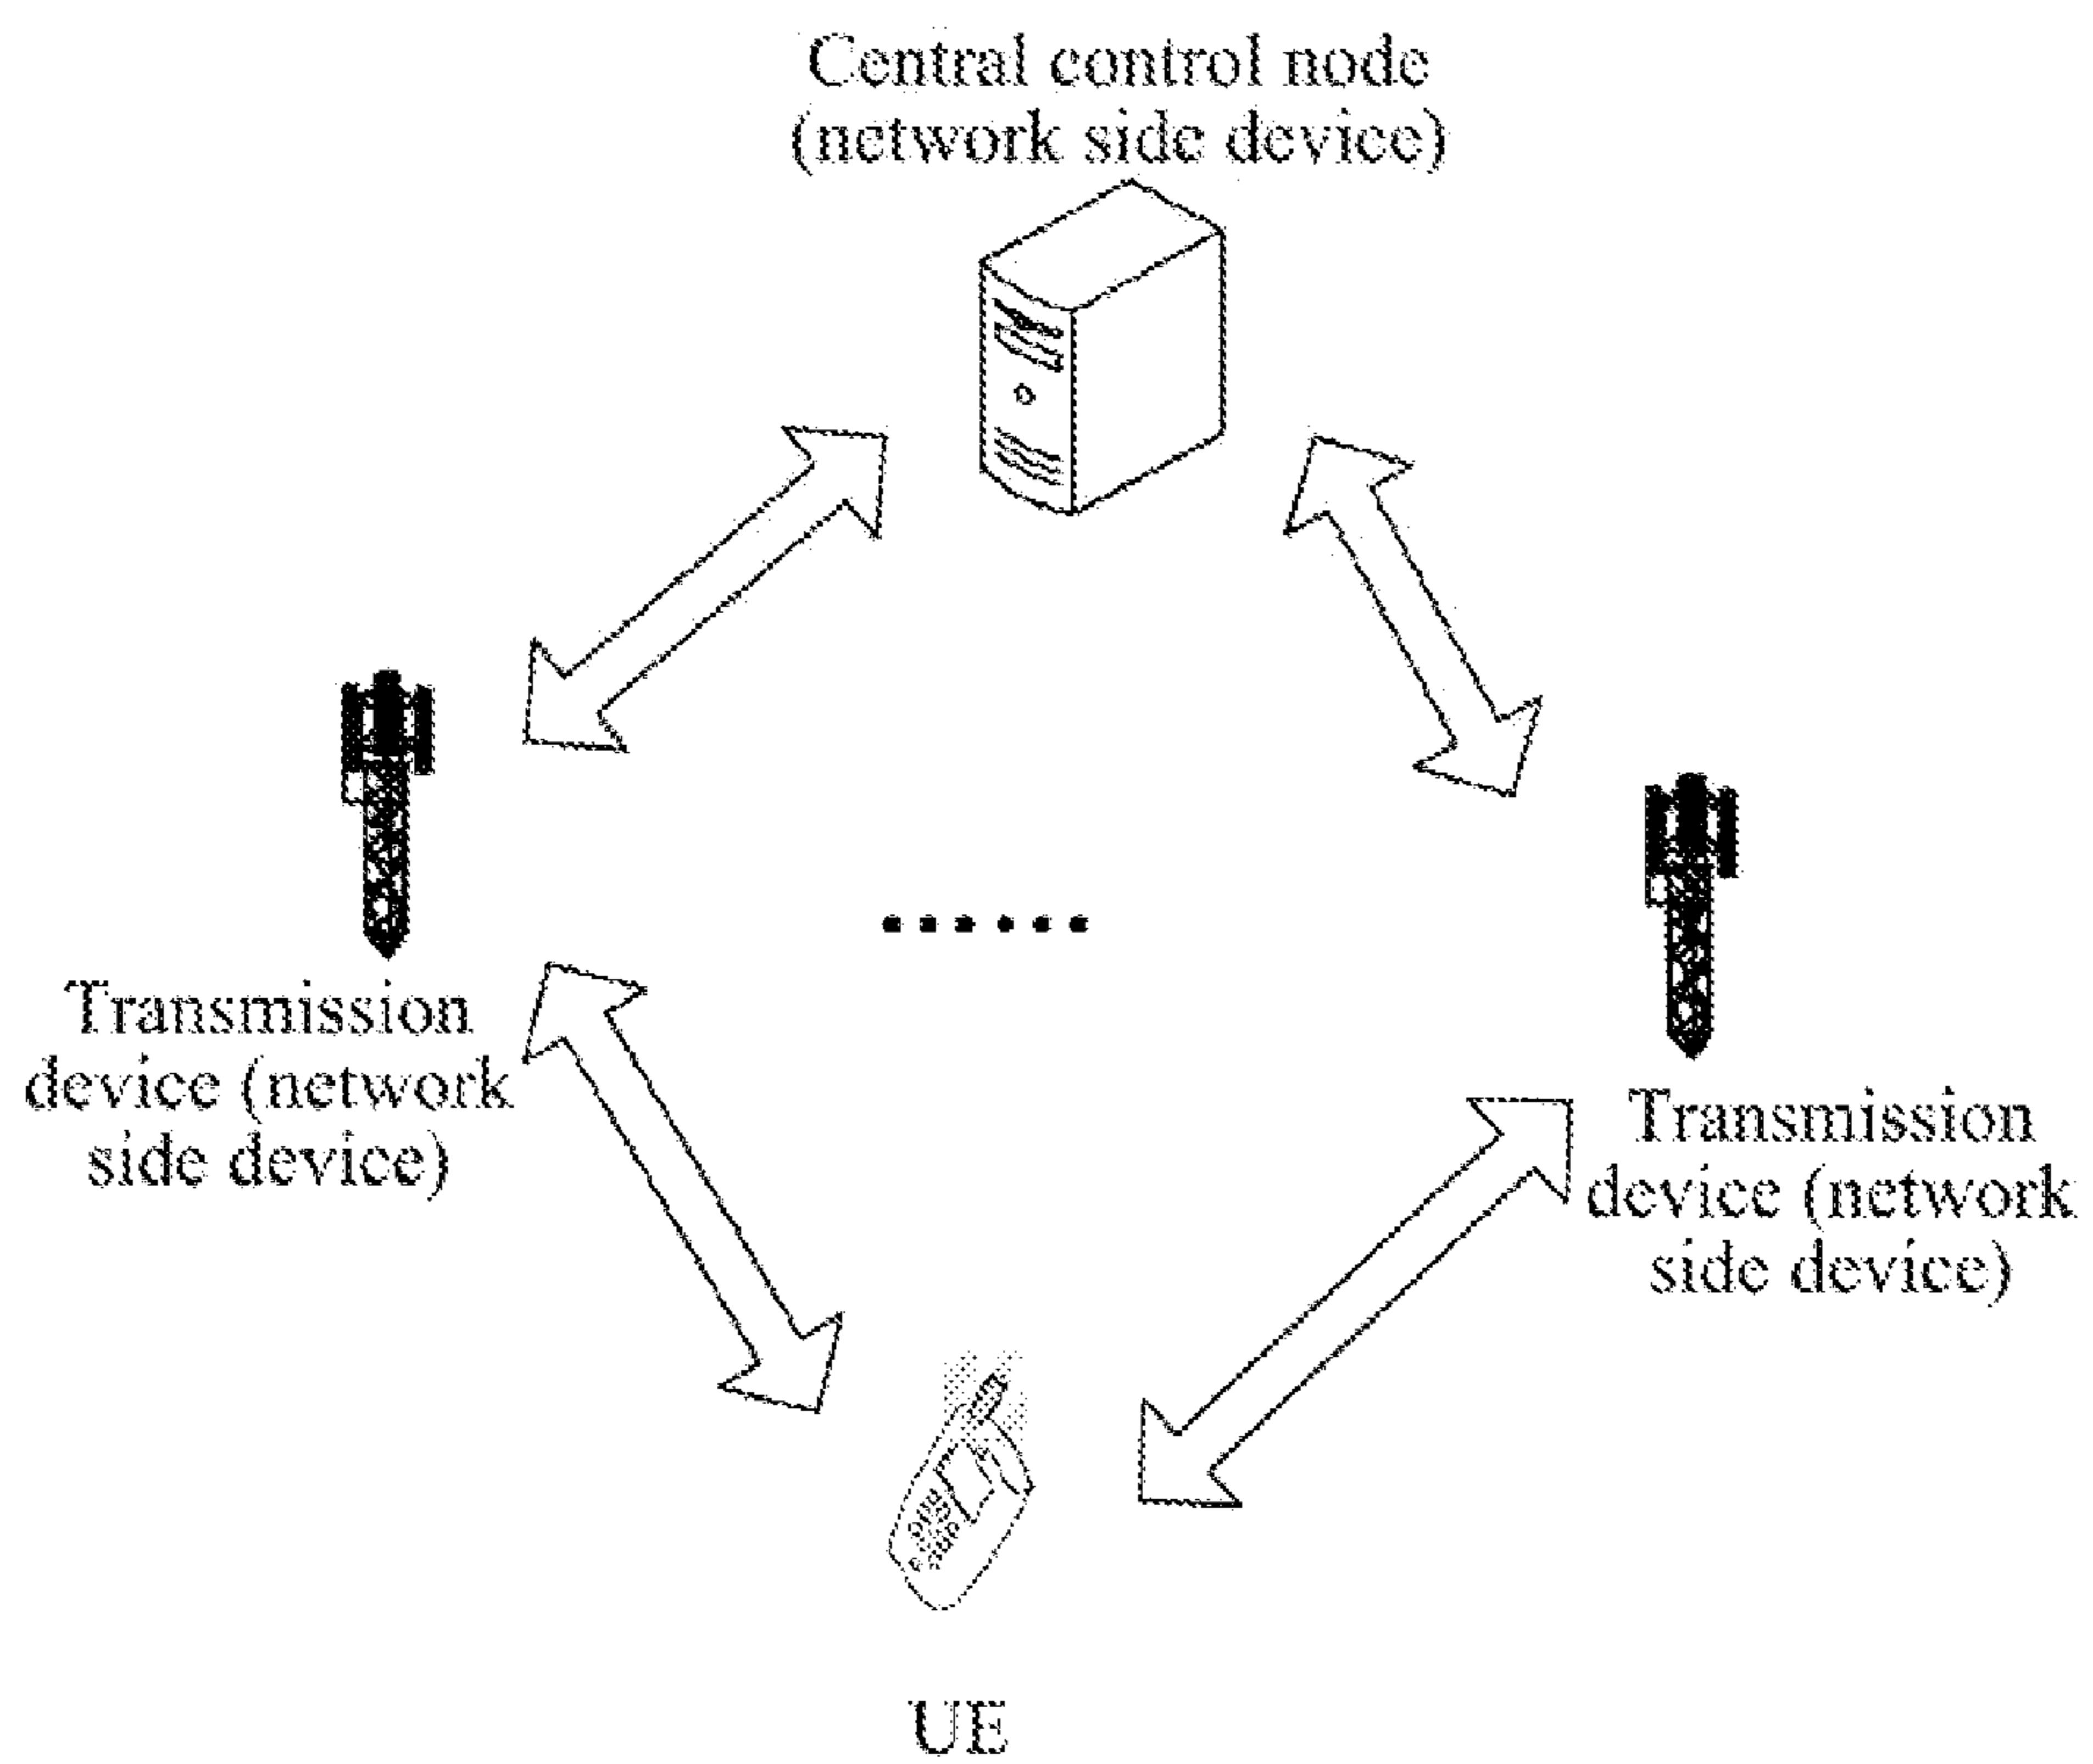 Central control node
(network side device)
Transmission
device (network
side device)
Transmission
device (network
side device)
UE